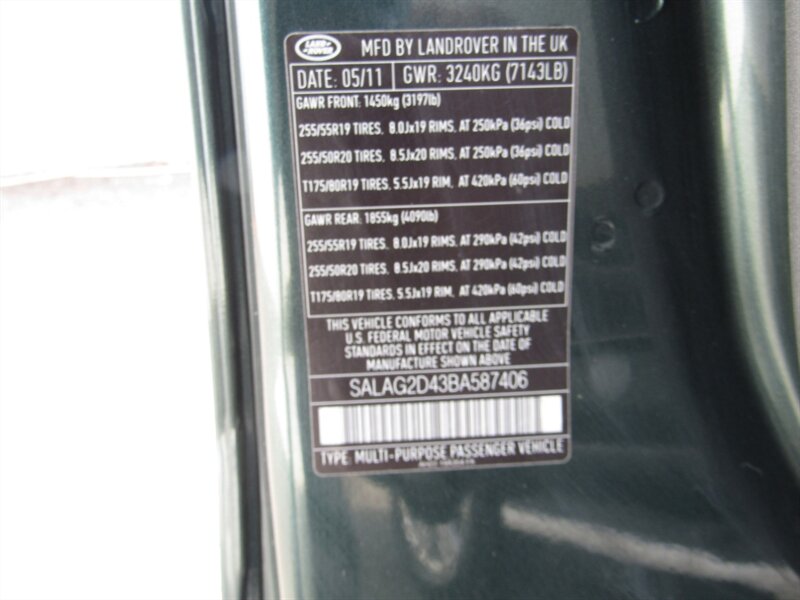 LAND ROVER MFD BY LANDROVER IN THE UK
DATE: 05/11 GWR: 3240KG (7143LB)
GAWR FRONT: 1450kg (3197lb)
255/55R19 TIRES, 8.0Jx19 RIMS, AT 250kPa (36psi) COLD
255/50R20 TIRES, 8.5Jx20 RIMS, AT 250kPa (36psi) COLD
T175/80R19 TIRES, 5.5Jx19 RIM, AT 420kPa (60psi) COLD
GAWR REAR: 1855kg (4090lb)
255/55R19 TIRES, 8.0Jx19 RIMS, AT 290kPa (42psi) COLD
255/50R20 TIRES, 8.5Jx20 RIMS, AT 290kPa (42psi) COLD
T175/80R19 TIRES, 5.5Jx19 RIM, AT 420kPa (60psi) COLD
THIS VEHICLE CONFORMS TO ALL APPLICABLE
U.S. FEDERAL MOTOR VEHICLE SAFETY
STANDARDS IN EFFECT ON THE DATE OF
MANUFACTURE SHOWN ABOVE
SALAG2D43BA587406
TYPE: MULTI-PURPOSE PASSENGER VEHICLE